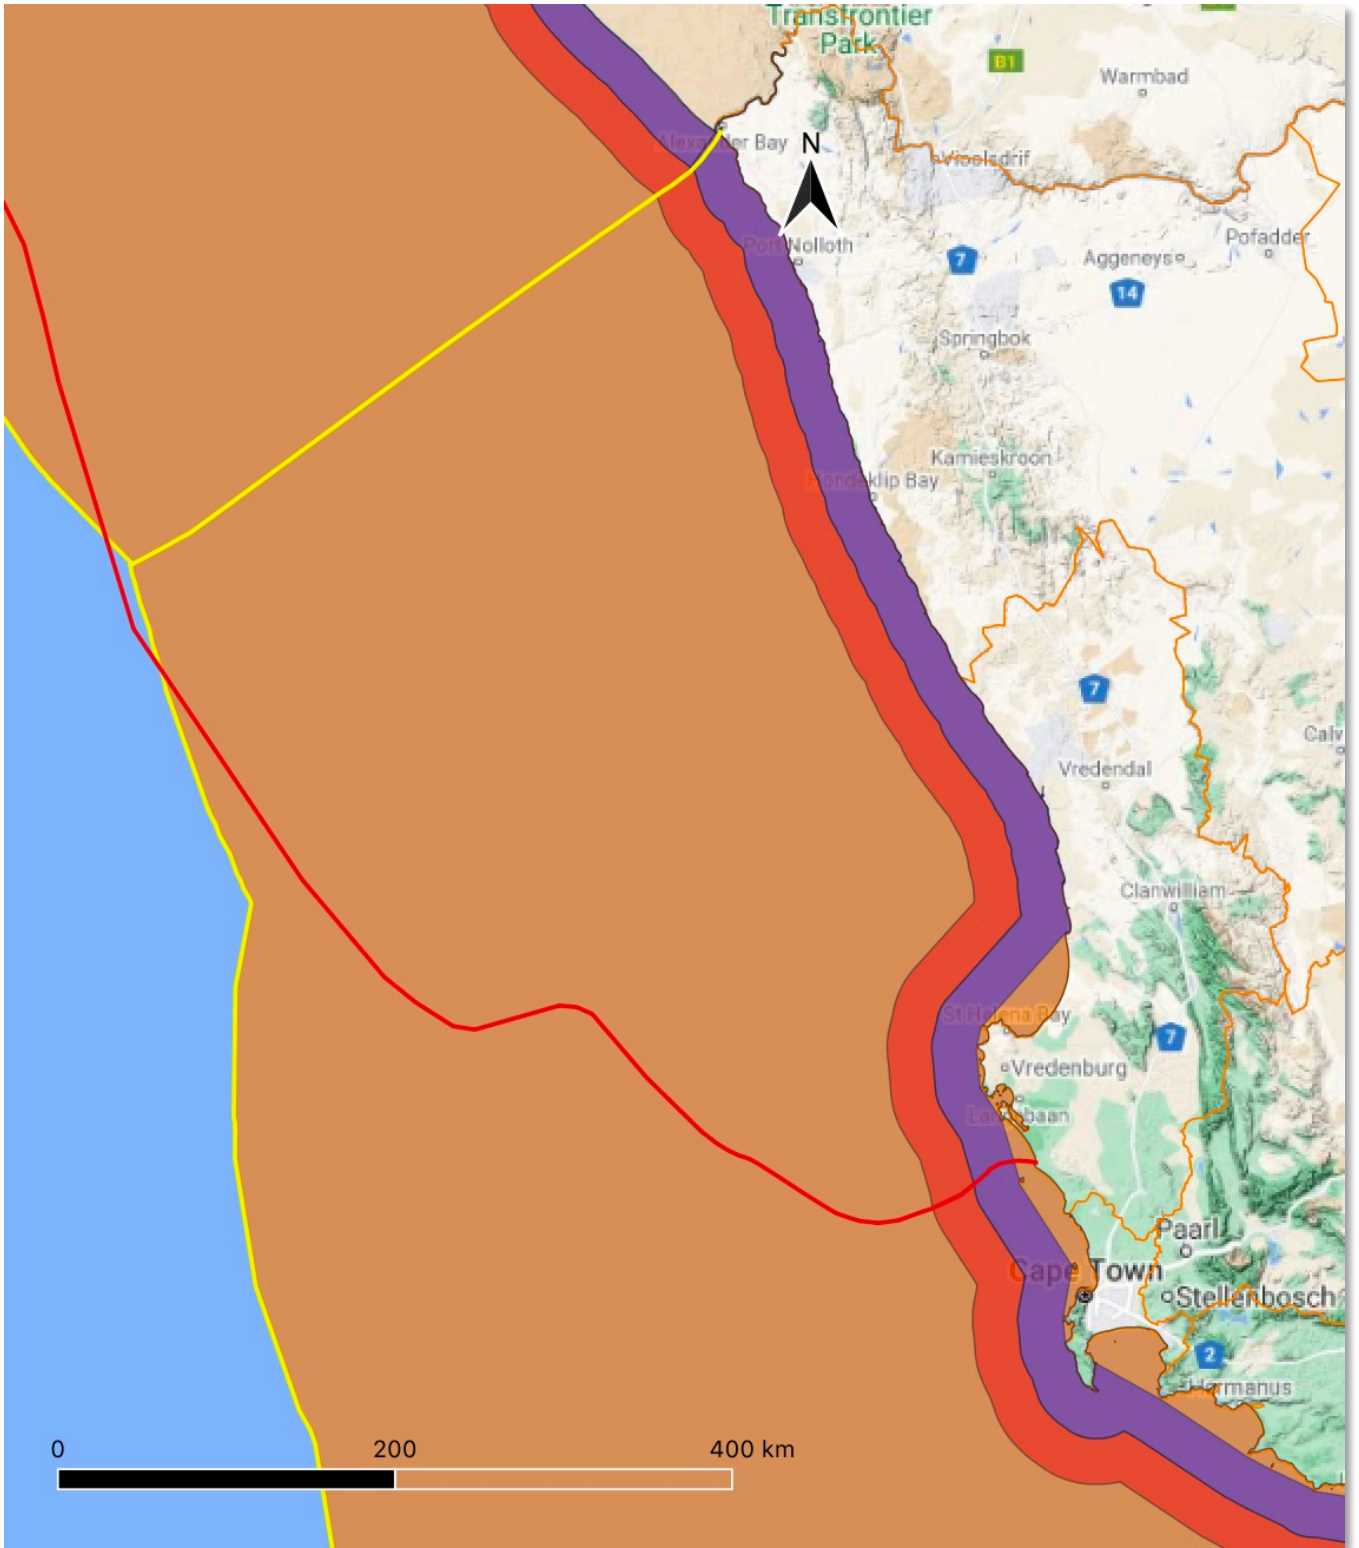 Transfrontier
Park
B1
Warmbad
Alexander Bay
N
Vioolsdrif
Port Nolloth
7
Aggeneys
Pofadder
14
Springbok
Kamieskroon
Hondeklip Bay
7
Calv
Vredendal
Clanwilliam
St Helena Bay
7
Vredenburg
Langebaan
Paarl
Cape Town
Stellenbosch
2
Hermanus
0 200 400 km